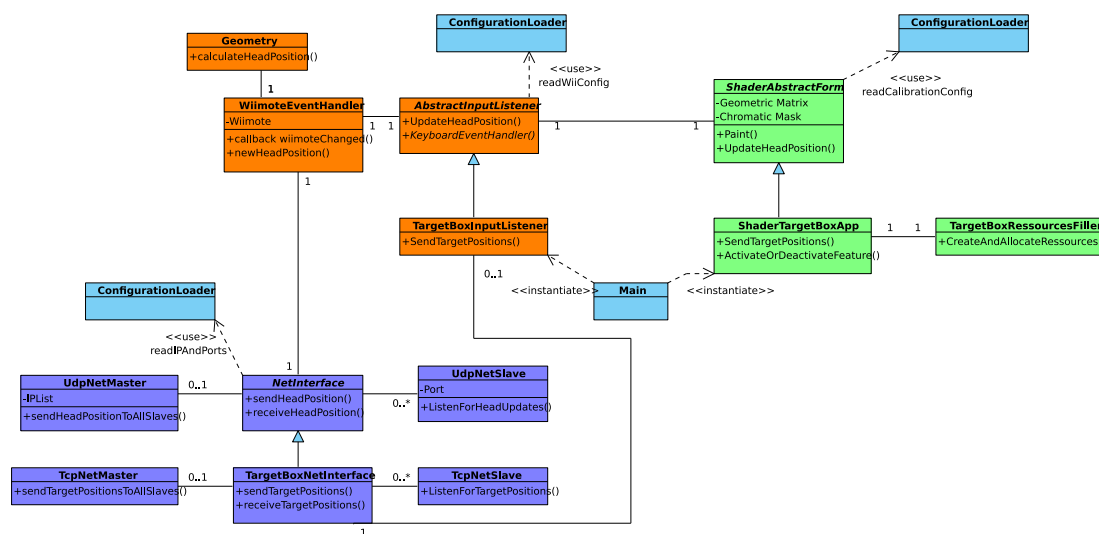 ConfigurationLoader
ConfigurationLoader
Geometry
+calculateHeadPosition()
<<use>>
readWiiConfig
<<use>>
readCalibrationConfig
1
WiimoteEventHandler
-Wiimote
+callback wiimoteChanged()
+newHeadPosition()
1
1
AbstractInputListener
+UpdateHeadPosition()
+KeyboardEventHandler()
1
1
ShaderAbstractForm
-Geometric Matrix
-Chromatic Mask
+Paint()
+UpdateHeadPosition()
1
TargetBoxInputListener
+SendTargetPositions()
ShaderTargetBoxApp
+SendTargetPositions()
+ActivateOrDeactivateFeature()
1
1
TargetBoxRessourcesFiller
+CreateAndAllocateRessources
0..1
<<instantiate>>
Main
<<instantiate>>
ConfigurationLoader
<<use>>
readIPAndPorts
1
UdpNetMaster
-IPList
+sendHeadPositionToAllSlaves()
0..1
NetInterface
+sendHeadPosition()
+receiveHeadPosition()
0..*
UdpNetSlave
-Port
+ListenForHeadUpdates()
TcpNetMaster
+sendTargetPositionsToAllSlaves()
0..1
TargetBoxNetInterface
+sendTargetPositions()
+receiveTargetPositions()
0..*
TcpNetSlave
+ListenForTargetPositions()
1